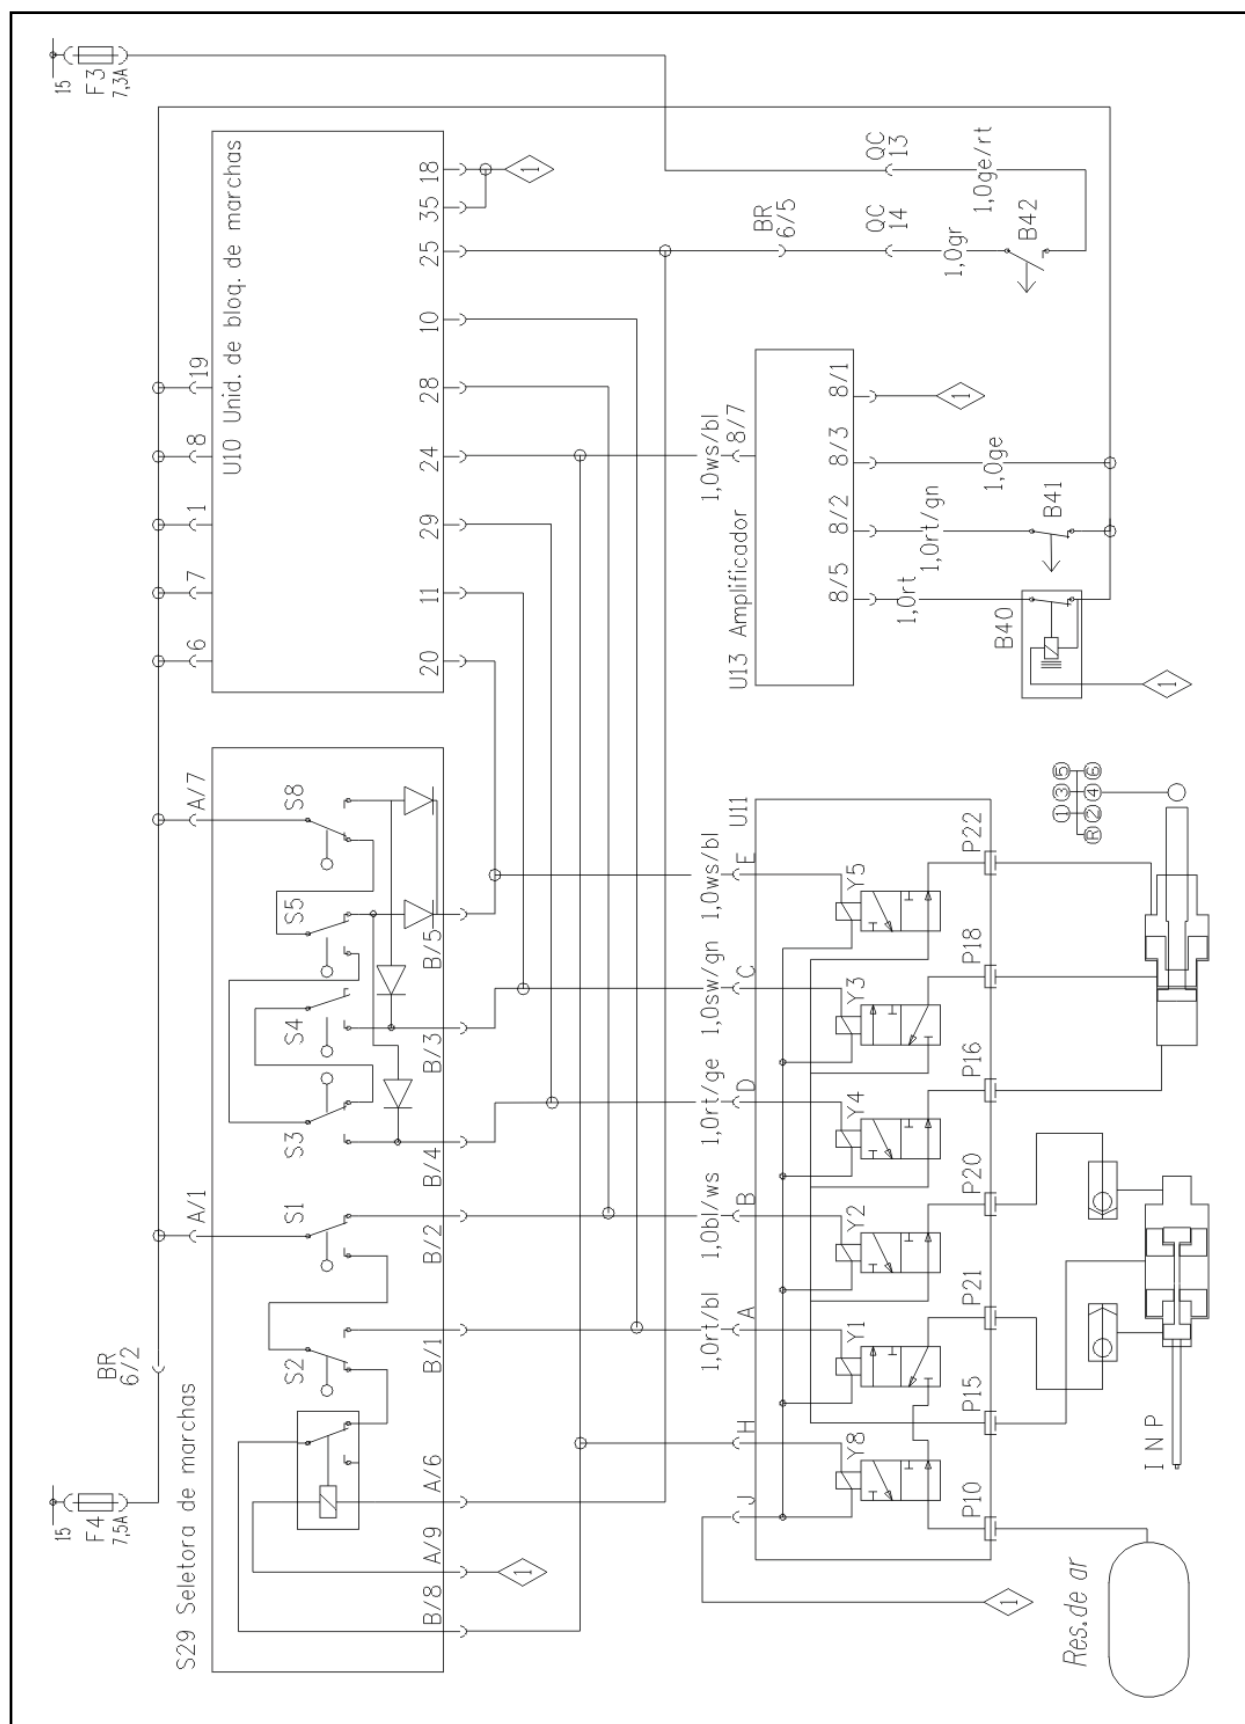 15
F3
7,3A
U10 Unid. de bloq. de marchas
19
8
1
7
6
18
35
25
10
28
24
29
11
20
1
BR
6/5
QC
13
QC
14
1,0ge/rt
1,0gr
B42
1,0ws/bl
8/7
U13 Amplificador
8/1
8/3
8/2
8/5
1
1,0ge
1,0rt/gn
1,0rt
B41
B40
1
15
F4
7,5A
BR
6/2
S29 Seletora de marchas
A/7
A/1
S8
S5
S4
S3
S1
S2
B/5
B/3
B/4
B/2
B/1
A/6
A/9
B/8
1
1,0ws/bl
1,0sw/gn
1,0rt/ge
1,0bl/ws
1,0rt/bl
E
C
D
B
A
H
J
U11
Y5
Y3
Y4
Y2
Y1
Y8
P22
P18
P16
P20
P21
P15
P10
1
1 3 5
R 2 4 6
INP
Res.de ar